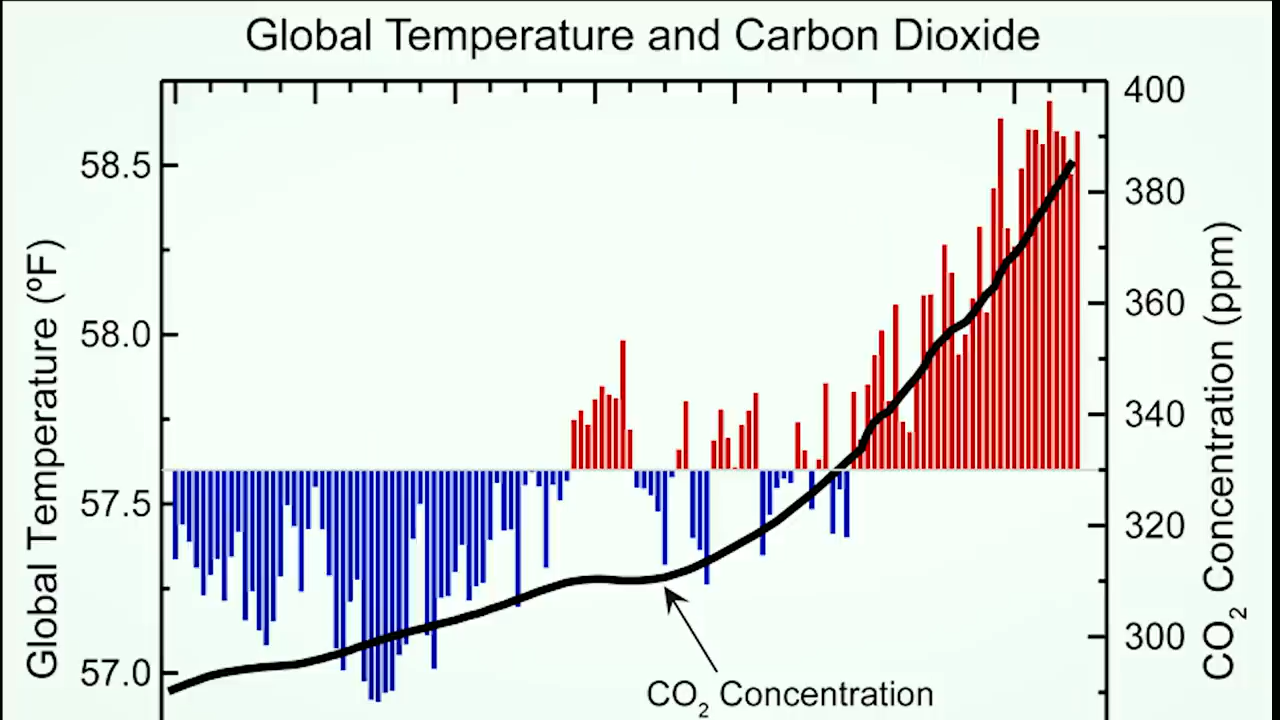 Global Temperature and Carbon Dioxide
Global Temperature (ºF)
58.5
58.0
57.5
57.0
400
380
360
340
320
300
CO₂ Concentration (ppm)
CO₂ Concentration